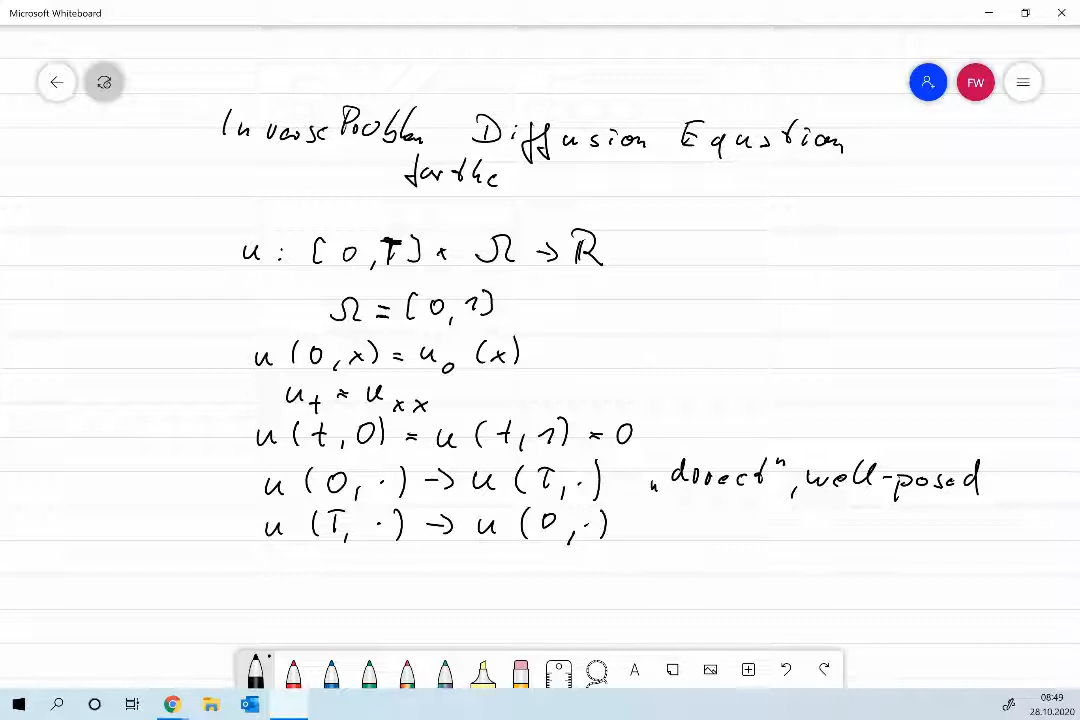 Microsoft Whiteboard
FW
Inverse Problem Diffusion Equation
for the
u : [0,T] × Ω → ℝ
Ω = [0,1]
u(0,x) = u₀(x)
uₜ = uₓₓ
u(t,0) = u(t,1) = 0
u(0,·) → u(T,·) „direct", well-posed
u(T,·) → u(0,·)
A
08:49
28.10.2020